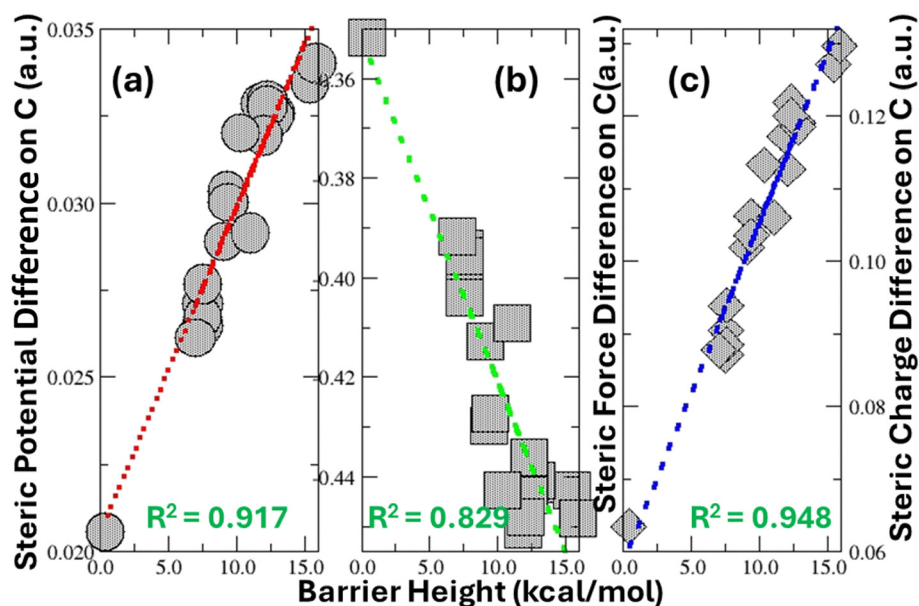 Steric Potential Difference on C (a.u.)
0.035
0.030
0.025
0.020
(a)
R² = 0.917
0.0 5.0 10.0 15.0
-0.36
-0.38
-0.40
-0.42
-0.44
(b)
R² = 0.829
0.0 5.0 10.0 15.0
Steric Force Difference on C(a.u.)
(c)
R² = 0.948
0.0 5.0 10.0 15.0
0.12
0.10
0.08
0.06
Steric Charge Difference on C (a.u.)
Barrier Height (kcal/mol)